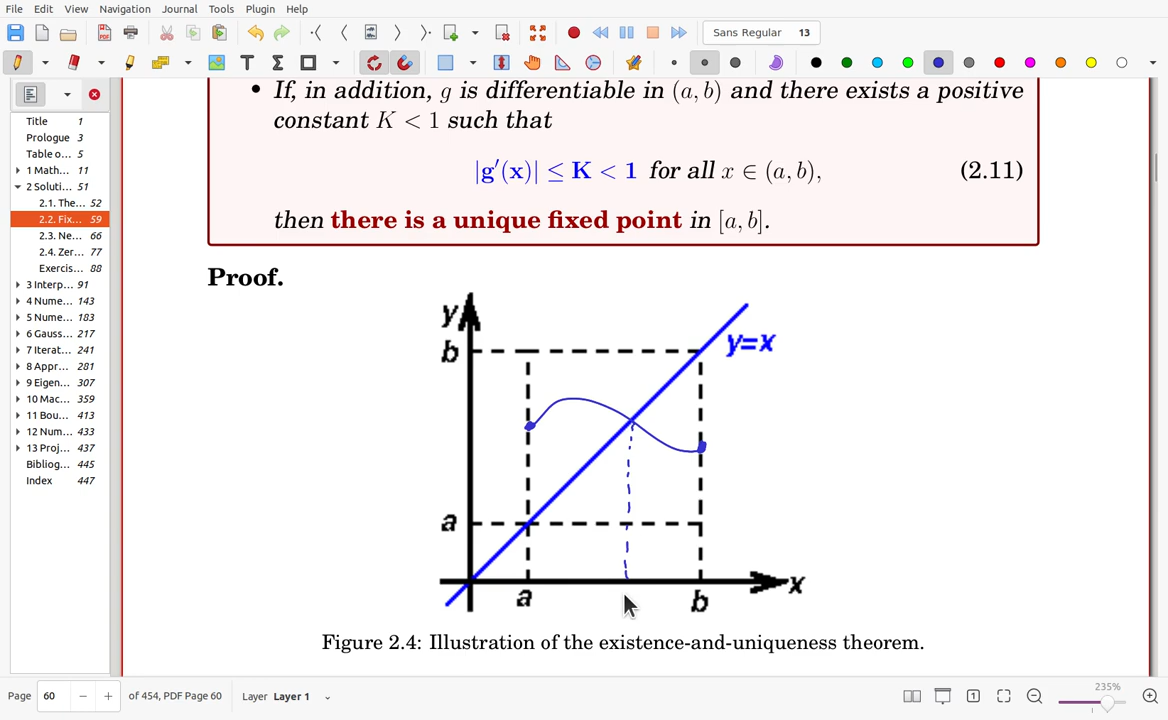 File Edit View Navigation Journal Tools Plugin Help
Sans Regular 13
Title 1
Prologue 3
Table o... 5
1 Math... 11
2 Soluti... 51
2.1. The... 52
2.2. Fix... 59
2.3. Ne... 66
2.4. Zer... 77
Exercis... 88
3 Interp... 91
4 Nume... 143
5 Nume... 183
6 Gauss... 217
7 Iterat... 241
8 Appr... 281
9 Eigen... 307
10 Mac... 359
11 Bou... 413
12 Num... 433
13 Proj... 437
Bibliog... 445
Index 447
• If, in addition, g is differentiable in (a, b) and there exists a positive
constant K < 1 such that
|g′(x)| ≤ K < 1 for all x ∈ (a, b), (2.11)
then there is a unique fixed point in [a, b].
Proof.
y
b
y=x
a
a b x
Figure 2.4: Illustration of the existence-and-uniqueness theorem.
Page 60 of 454, PDF Page 60 Layer Layer 1 235%